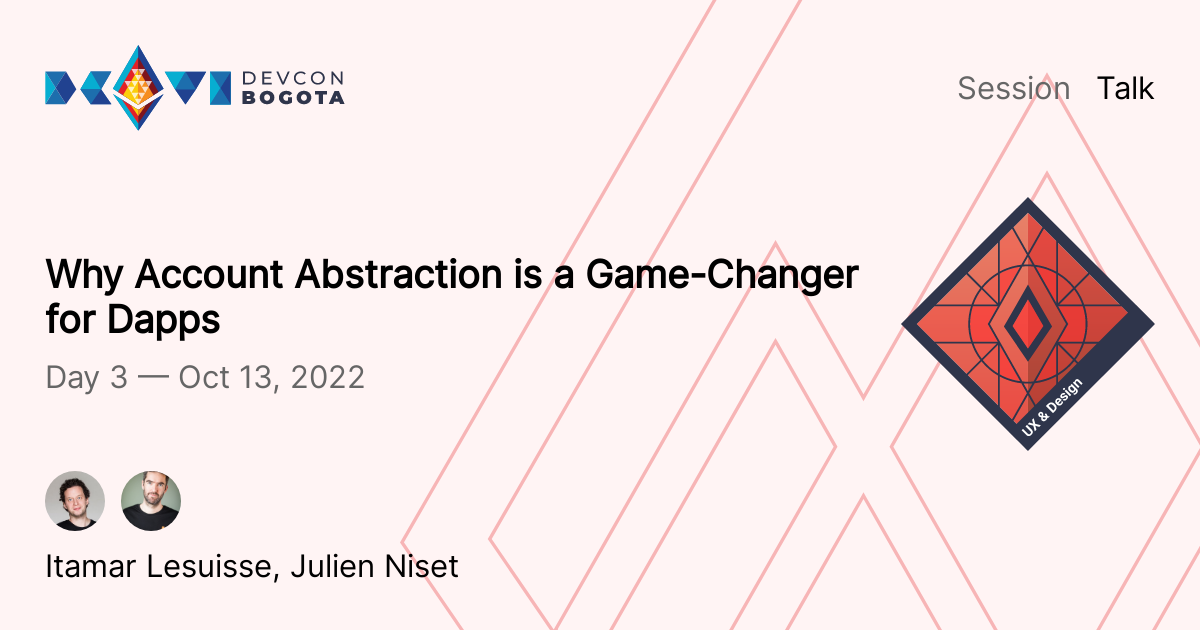 DEVCON
BOGOTA
Session Talk
Why Account Abstraction is a Game-Changer
for Dapps
Day 3 — Oct 13, 2022
UX & Design
Itamar Lesuisse, Julien Niset